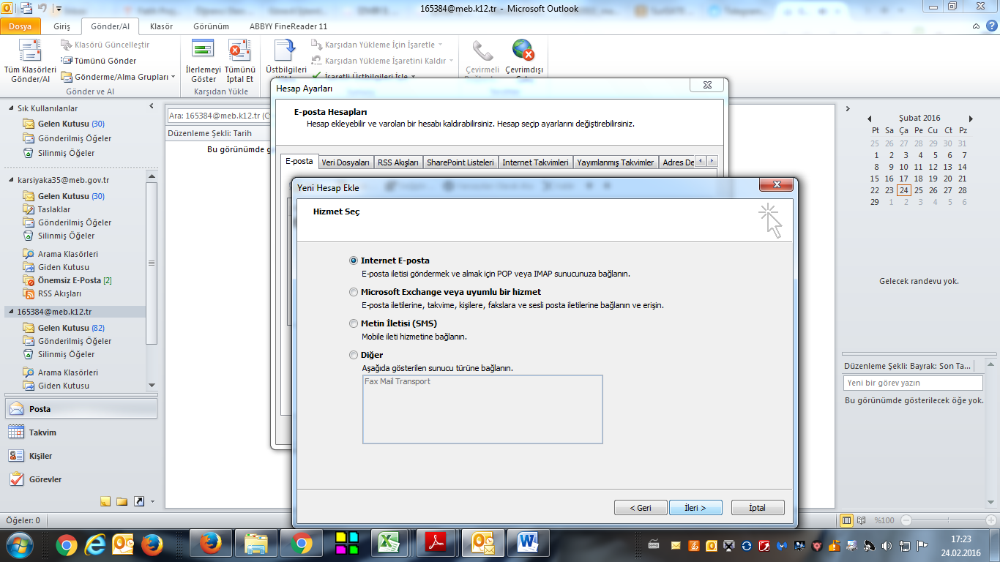 165384@meb.k12.tr - Microsoft Outlook
Dosya
Giriş
Gönder/Al
Klasör
Görünüm
ABBYY FineReader 11
Tüm Klasörleri
Gönder/Al
Klasörü Güncelleştir
Tümünü Gönder
Gönderme/Alma Grupları
Gönder ve Al
İlerlemeyi
Göster
Tümünü
İptal Et
Karşıdan Yükle
Üstbilgileri
Karşıdan Yükleme İçin İşaretle
Karşıdan Yükleme İşaretini Kaldır
İşaretli Üstbilgileri İşle
Çevirmeli
Çevrimdışı
Sık Kullanılanlar
Gelen Kutusu (30)
Gönderilmiş Öğeler
Silinmiş Öğeler
karsiyaka35@meb.gov.tr
Gelen Kutusu (30)
Taslaklar
Gönderilmiş Öğeler
Silinmiş Öğeler
Arama Klasörleri
Giden Kutusu
Önemsiz E-Posta [2]
RSS Akışları
165384@meb.k12.tr
Gelen Kutusu (82)
Gönderilmiş Öğeler
Silinmiş Öğeler
Arama Klasörleri
Giden Kutusu
Posta
Takvim
Kişiler
Görevler
Öğeler: 0
Ara: 165384@meb.k12.tr (C
Düzenleme Şekli: Tarih
Bu görünümde g
Hesap Ayarları
E-posta Hesapları
Hesap ekleyebilir ve varolan bir hesabı kaldırabilirsiniz. Hesap seçip ayarlarını değiştirebilirsiniz.
E-posta
Veri Dosyaları
RSS Akışları
SharePoint Listeleri
Internet Takvimleri
Yayımlanmış Takvimler
Adres De
Yeni Hesap Ekle
Hizmet Seç
Internet E-posta
E-posta iletisi göndermek ve almak için POP veya IMAP sunucunuza bağlanın.
Microsoft Exchange veya uyumlu bir hizmet
E-posta iletilerine, takvime, kişilere, fakslara ve sesli posta iletilerine bağlanın ve erişin.
Metin İletisi (SMS)
Mobile ileti hizmetine bağlanın.
Diğer
Aşağıda gösterilen sunucu türüne bağlanın.
Fax Mail Transport
< Geri
İleri >
İptal
Şubat 2016
Pt Sa Ça Pe Cu Ct Pz
25 26 27 28 29 30 31
1 2 3 4 5 6 7
8 9 10 11 12 13 14
15 16 17 18 19 20 21
22 23 24 25 26 27 28
29 1 2 3 4 5 6
Gelecek randevu yok.
Düzenleme Şekli: Bayrak: Son Ta...
Yeni bir görev yazın
Bu görünümde gösterilecek öğe yok.
%100
17:23
24.02.2016